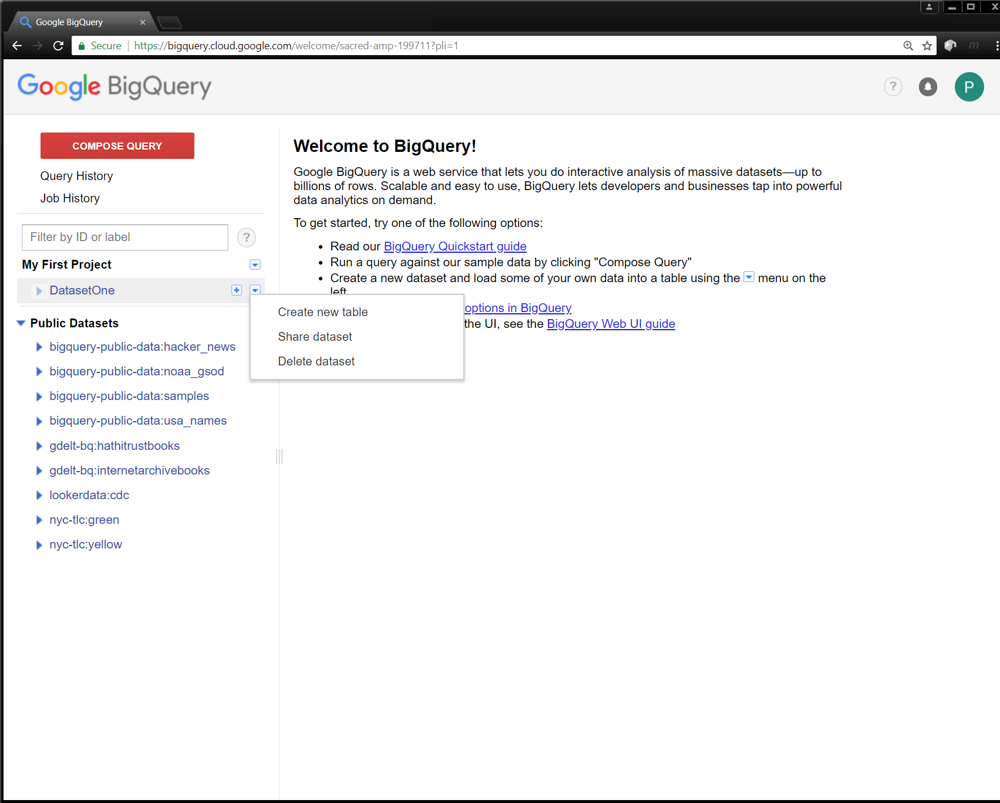 Google BigQuery
Secure https://bigquery.cloud.google.com/welcome/sacred-amp-199711?pli=1
m
Google BigQuery
?
P
COMPOSE QUERY
Query History
Job History
Filter by ID or label
?
My First Project
DatasetOne
Public Datasets
bigquery-public-data:hacker_news
bigquery-public-data:noaa_gsod
bigquery-public-data:samples
bigquery-public-data:usa_names
gdelt-bq:hathitrustbooks
gdelt-bq:internetarchivebooks
lookerdata:cdc
nyc-tlc:green
nyc-tlc:yellow
Create new table
Share dataset
Delete dataset
Welcome to BigQuery!
Google BigQuery is a web service that lets you do interactive analysis of massive datasets—up to
billions of rows. Scalable and easy to use, BigQuery lets developers and businesses tap into powerful
data analytics on demand.
To get started, try one of the following options:
• Read our BigQuery Quickstart guide
• Run a query against our sample data by clicking "Compose Query"
• Create a new dataset and load some of your own data into a table using the menu on the
left
options in BigQuery
the UI, see the BigQuery Web UI guide